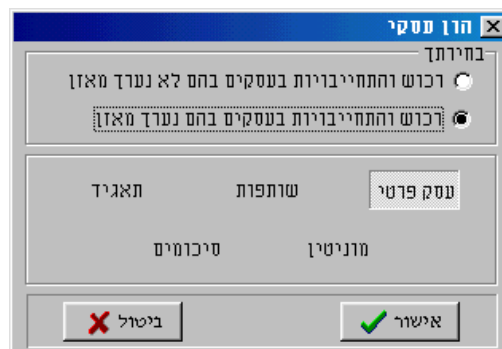 הון עסקי
בחירתך
רכוש והתחייבויות בעסקים בהם לא נערך מאזן
רכוש והתחייבויות בעסקים בהם נערך מאזן
עסק פרטי שותפות תאגיד
מוניטין סיכומים
אישור ביטול